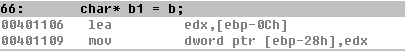 66: char* b1 = b;
00401106 lea edx,[ebp-0Ch]
00401109 mov dword ptr [ebp-28h],edx